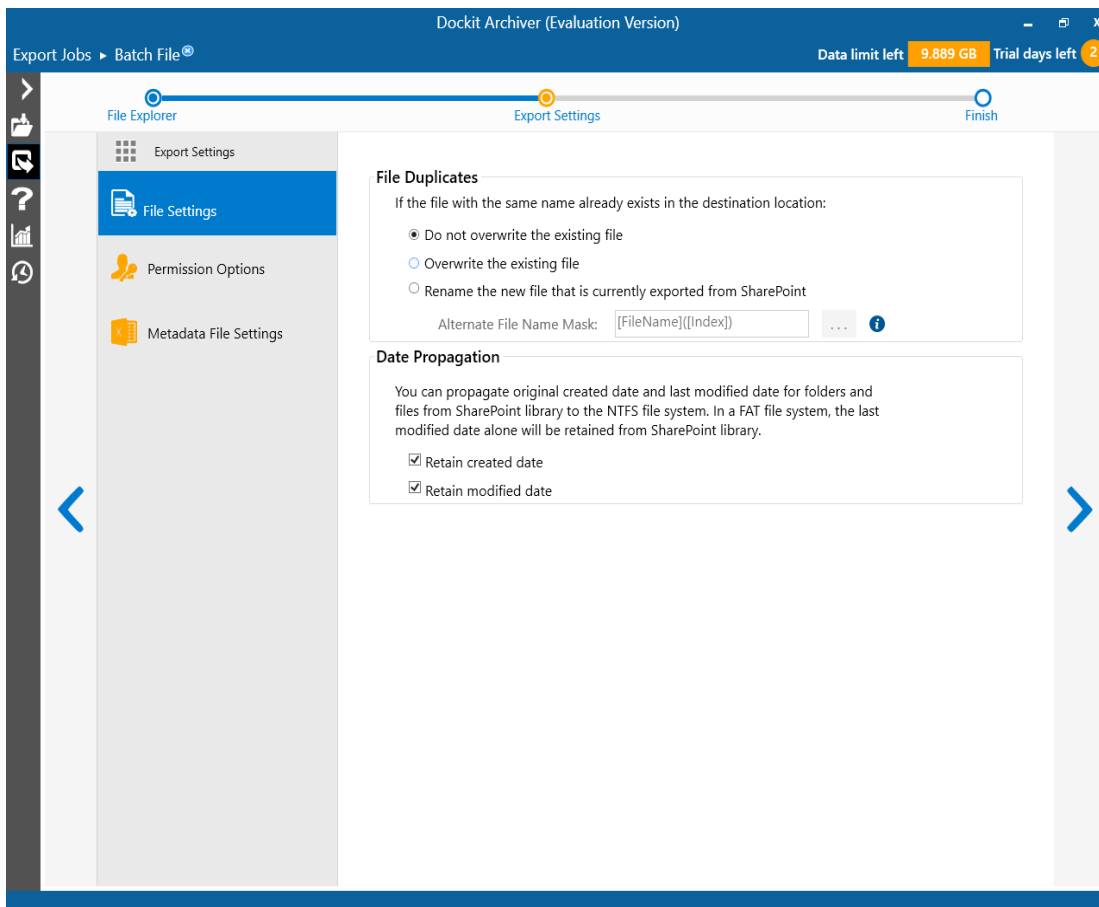 Dockit Archiver (Evaluation Version)
Export Jobs ▸ Batch File
Data limit left 9.889 GB Trial days left 2
File Explorer
Export Settings
Finish
Export Settings
File Settings
Permission Options
Metadata File Settings
File Duplicates
If the file with the same name already exists in the destination location:
Do not overwrite the existing file
Overwrite the existing file
Rename the new file that is currently exported from SharePoint
Alternate File Name Mask: [FileName]([Index]) ...
Date Propagation
You can propagate original created date and last modified date for folders and
files from SharePoint library to the NTFS file system. In a FAT file system, the last
modified date alone will be retained from SharePoint library.
Retain created date
Retain modified date